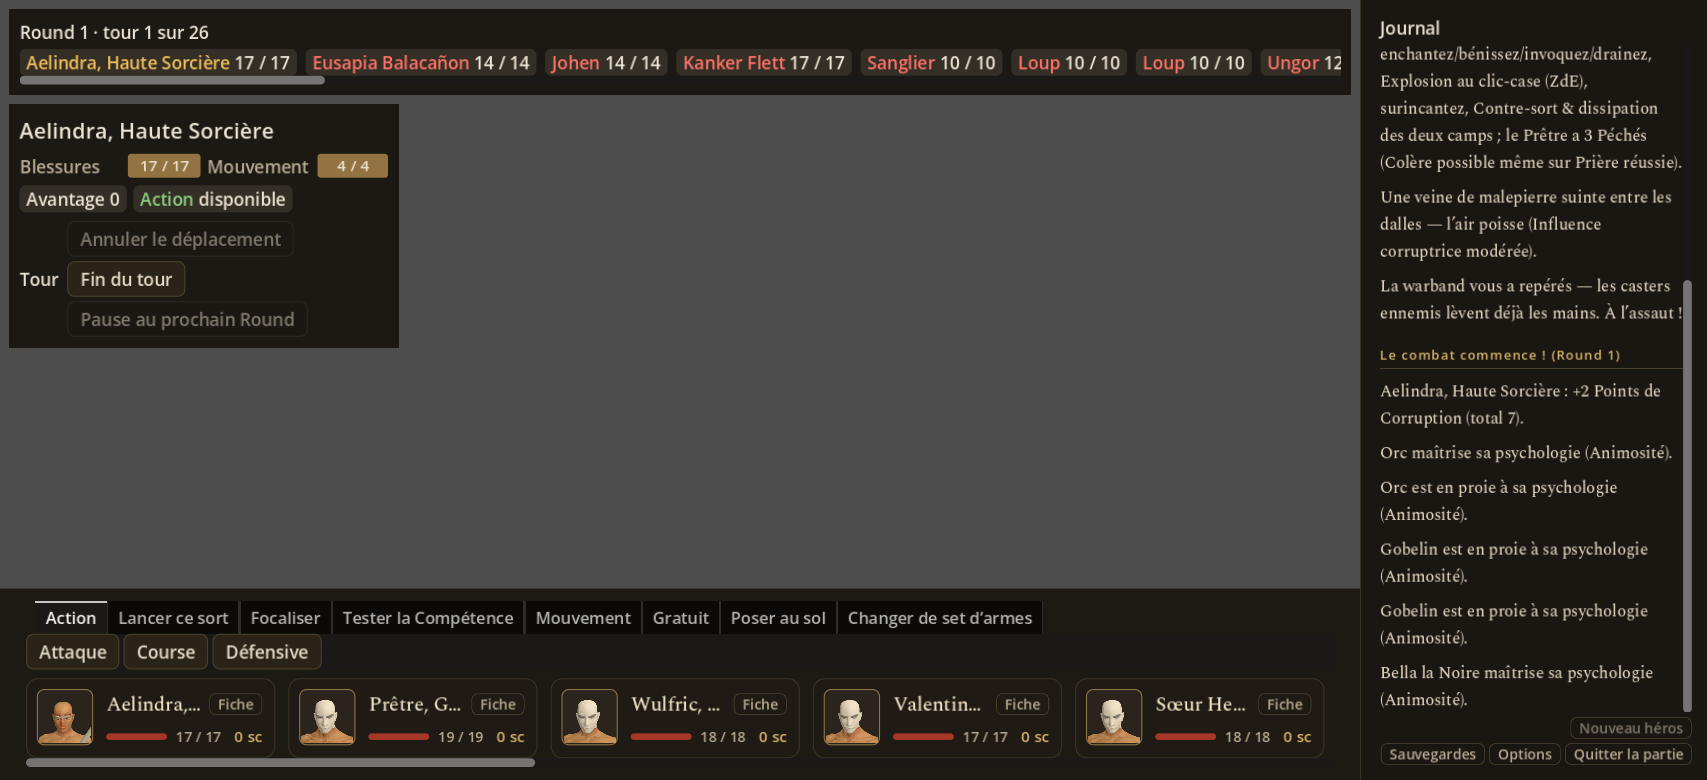 Round 1 · tour 1 sur 26
Aelindra, Haute Sorcière 17 / 17 Eusapia Balacañon 14 / 14 Johen 14 / 14 Kanker Flett 17 / 17 Sanglier 10 / 10 Loup 10 / 10 Loup 10 / 10 Ungor 12
Aelindra, Haute Sorcière
Blessures 17 / 17 Mouvement 4 / 4
Avantage 0 Action disponible
Annuler le déplacement
Tour Fin du tour
Pause au prochain Round
Action Lancer ce sort Focaliser Tester la Compétence Mouvement Gratuit Poser au sol Changer de set d’armes
Attaque Course Défensive
Aelindra,... Fiche Prêtre, G... Fiche Wulfric, ... Fiche Valentin... Fiche Sœur He... Fiche
17 / 17 0 sc 19 / 19 0 sc 18 / 18 0 sc 17 / 17 0 sc 18 / 18 0 sc
Journal
enchantez/bénissez/invoquez/drainez,
Explosion au clic-case (ZdE),
surincantez, Contre-sort & dissipation
des deux camps ; le Prêtre a 3 Péchés
(Colère possible même sur Prière réussie).
Une veine de malepierre suinte entre les
dalles — l’air poisse (Influence
corruptrice modérée).
La warband vous a repérés — les casters
ennemis lèvent déjà les mains. À l’assaut !
Le combat commence ! (Round 1)
Aelindra, Haute Sorcière : +2 Points de
Corruption (total 7).
Orc maîtrise sa psychologie (Animosité).
Orc est en proie à sa psychologie
(Animosité).
Gobelin est en proie à sa psychologie
(Animosité).
Gobelin est en proie à sa psychologie
(Animosité).
Bella la Noire maîtrise sa psychologie
(Animosité).
Nouveau héros
Sauvegardes Options Quitter la partie